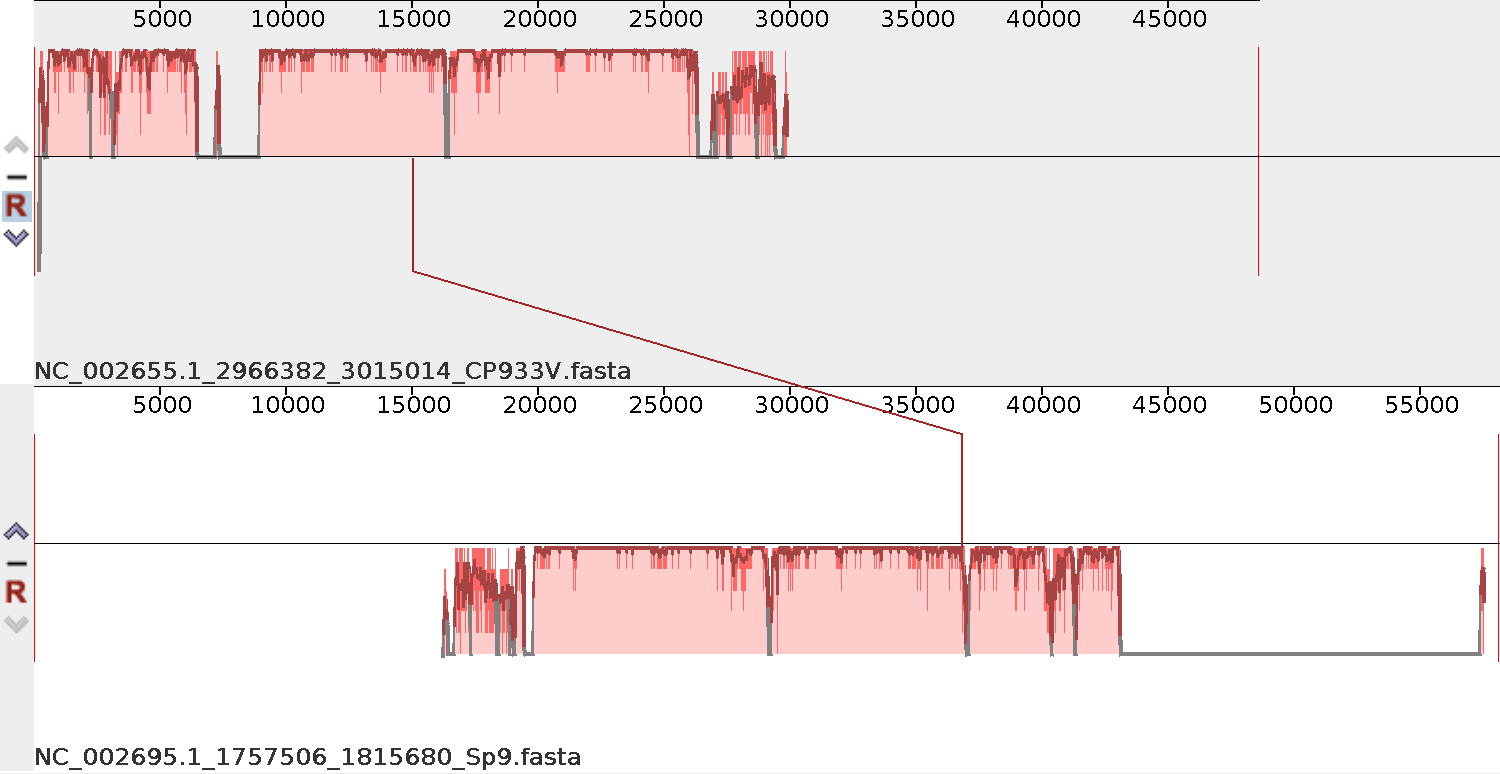 5000 10000 15000 20000 25000 30000 35000 40000 45000
R
NC_002655.1_2966382_3015014_CP933V.fasta
5000 10000 15000 20000 25000 30000 35000 40000 45000 50000 55000
R
NC_002695.1_1757506_1815680_Sp9.fasta